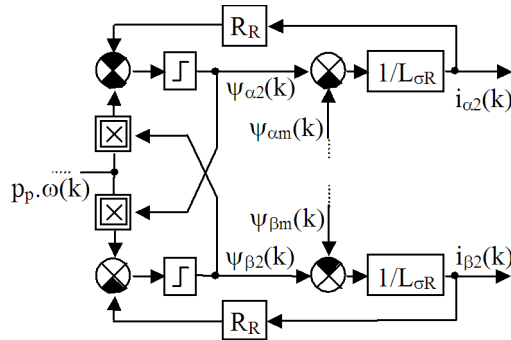 R_R
ψ_α2(k)
1/L_σR
i_α2(k)
ψ_αm(k)
p_p.ω(k)
ψ_βm(k)
ψ_β2(k)
1/L_σR
i_β2(k)
R_R